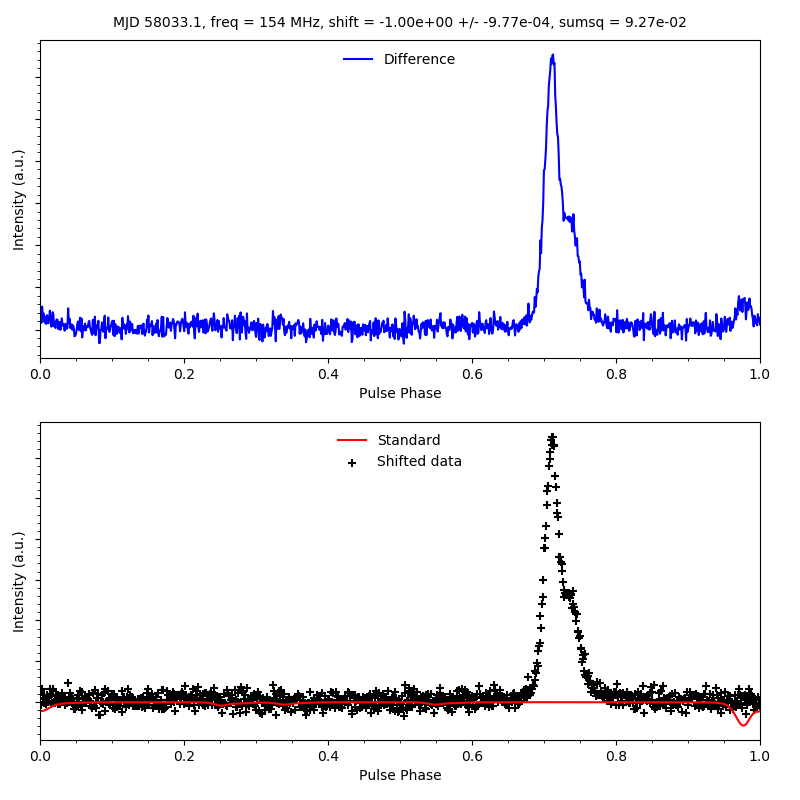 MJD 58033.1, freq = 154 MHz, shift = -1.00e+00 +/- -9.77e-04, sumsq = 9.27e-02
Difference
Intensity (a.u.)
0.0 0.2 0.4 0.6 0.8 1.0
Pulse Phase
Standard
Shifted data
Intensity (a.u.)
0.0 0.2 0.4 0.6 0.8 1.0
Pulse Phase